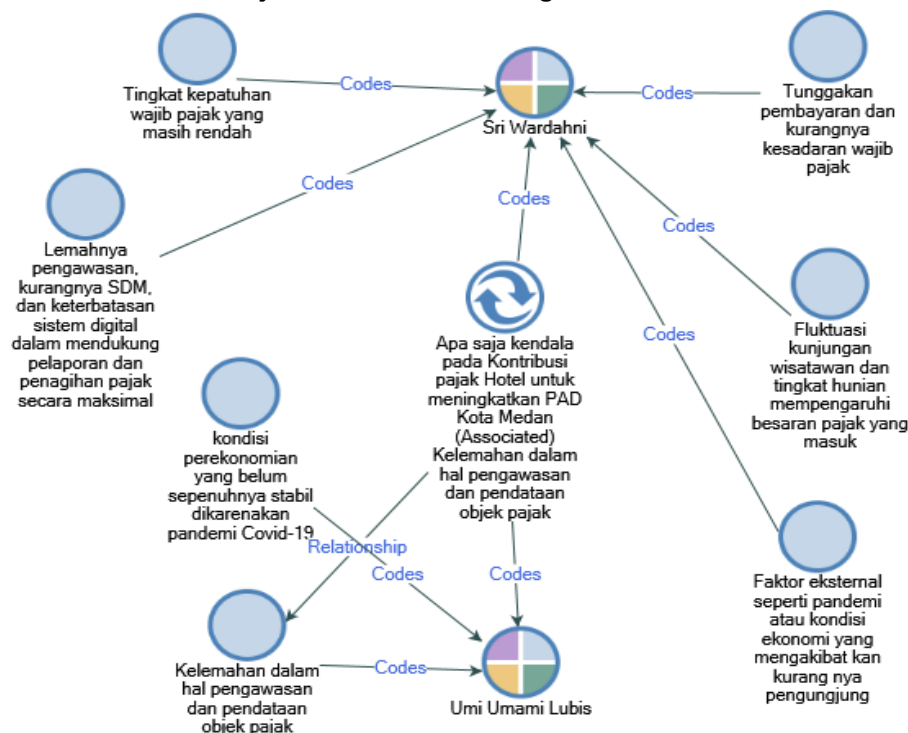 Tingkat kepatuhan
wajib pajak yang
masih rendah
Codes
Sri Wardahni
Codes
Tunggakan
pembayaran dan
kurangnya
kesadaran wajib
pajak
Codes
Lemahnya
pengawasan,
kurangnya SDM,
dan keterbatasan
sistem digital
dalam mendukung
pelaporan dan
penagihan pajak
secara maksimal
Codes
Codes
Fluktuasi
kunjungan
wisatawan dan
tingkat hunian
mempengaruhi
besaran pajak yang
masuk
Apa saja kendala
pada Kontribusi
pajak Hotel untuk
meningkatkan PAD
Kota Medan
(Associated)
Kelemahan dalam
hal pengawasan
dan pendataan
objek pajak
Codes
kondisi
perekonomian
yang belum
sepenuhnya stabil
dikarenakan
pandemi Covid-19
Relationship
Codes
Codes
Faktor eksternal
seperti pandemi
atau kondisi
ekonomi yang
mengakibat kan
kurang nya
pengungjung
Kelemahan dalam
hal pengawasan
dan pendataan
objek pajak
Codes
Umi Umami Lubis